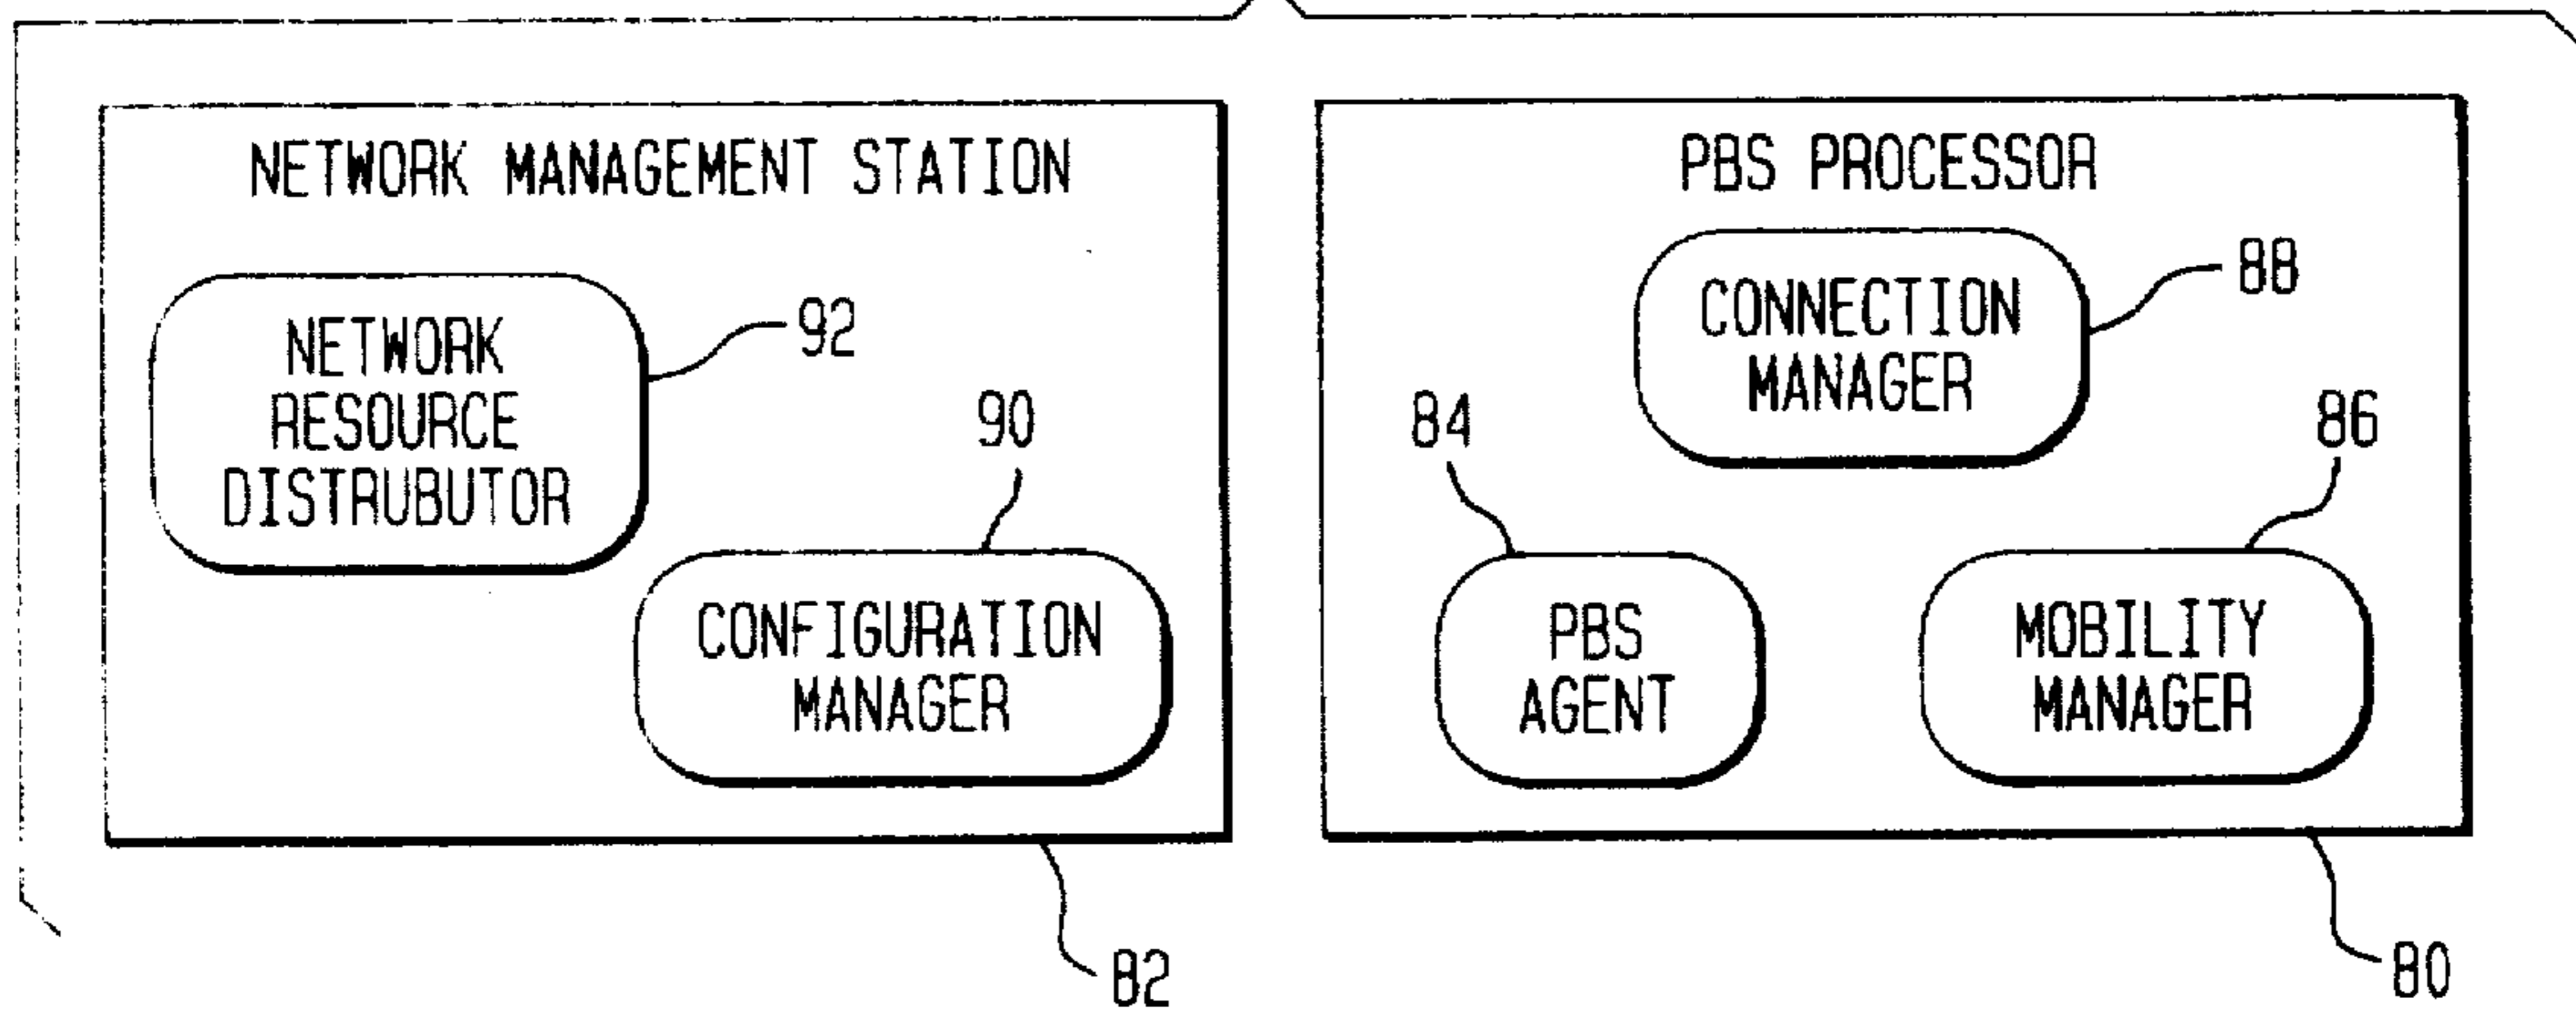 NETWORK MANAGEMENT STATION
NETWORK
RESOURCE
DISTRUBUTOR
92
90
CONFIGURATION
MANAGER
82
PBS PROCESSOR
CONNECTION
MANAGER
88
84
86
PBS
AGENT
MOBILITY
MANAGER
80